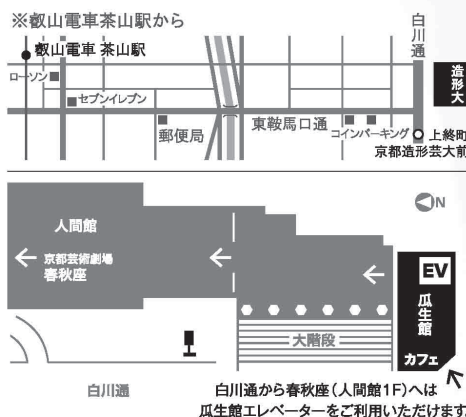 ※叡山電車茶山駅から
叡山電車 茶山駅
白川通
ローソン
セブンイレブン
造形大
郵便局
東鞍馬口通
コインパーキング
上終町
京都造形芸大前
人間館
京都芸術劇場
春秋座
N
EV
瓜生館
カフェ
大階段
白川通
白川通から春秋座(人間館1F)へは
瓜生館エレベーターをご利用いただけます